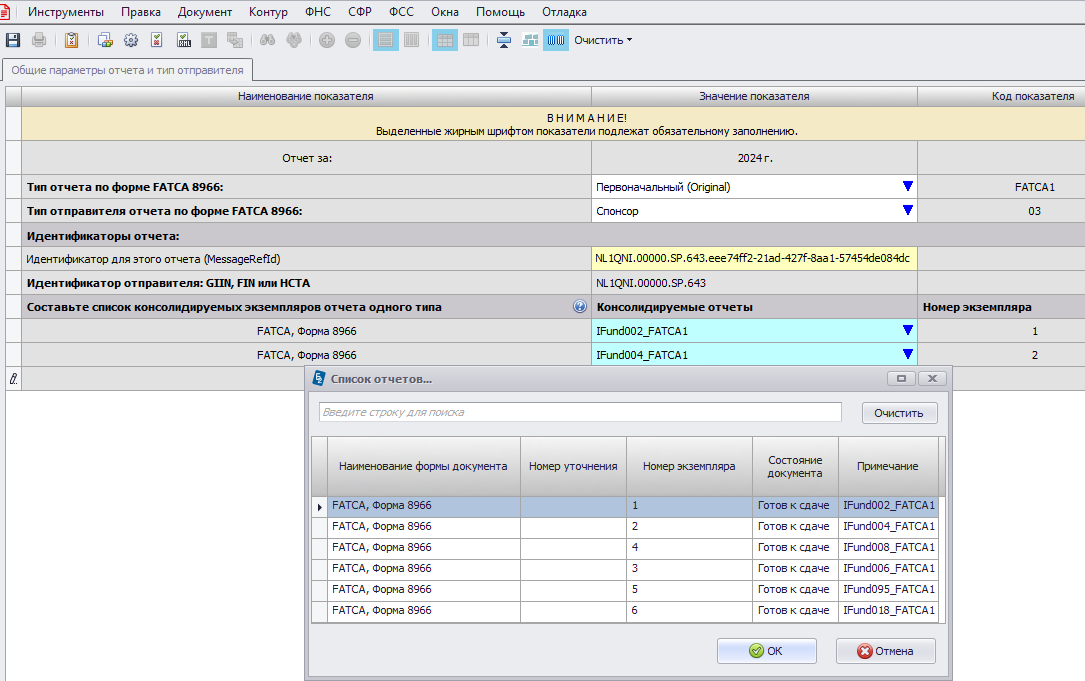 Инструменты Правка Документ Контур ФНС СФР ФСС Окна Помощь Отладка
XML T Очистить
Общие параметры отчета и тип отправителя
Наименование показателя Значение показателя Код показателя
В Н И М А Н И Е!
Выделенные жирным шрифтом показатели подлежат обязательному заполнению.
Отчет за: 2024 г.
Тип отчета по форме FATCA 8966: Первоначальный (Original) FATCA1
Тип отправителя отчета по форме FATCA 8966: Спонсор 03
Идентификаторы отчета:
Идентификатор для этого отчета (MessageRefId) NL1QNI.00000.SP.643.eee74ff2-21ad-427f-8aa1-57454de084dc
Идентификатор отправителя: GIIN, FIN или HCTA NL1QNI.00000.SP.643
Составьте список консолидируемых экземпляров отчета одного типа ? Консолидируемые отчеты Номер экземпляра
FATCA, Форма 8966 IFund002_FATCA1 1
FATCA, Форма 8966 IFund004_FATCA1 2
Список отчетов...
Введите строку для поиска Очистить
Наименование формы документа Номер уточнения Номер экземпляра Состояние документа Примечание
FATCA, Форма 8966 1 Готов к сдаче IFund002_FATCA1
FATCA, Форма 8966 2 Готов к сдаче IFund004_FATCA1
FATCA, Форма 8966 4 Готов к сдаче IFund008_FATCA1
FATCA, Форма 8966 3 Готов к сдаче IFund006_FATCA1
FATCA, Форма 8966 5 Готов к сдаче IFund095_FATCA1
FATCA, Форма 8966 6 Готов к сдаче IFund018_FATCA1
ОК Отмена